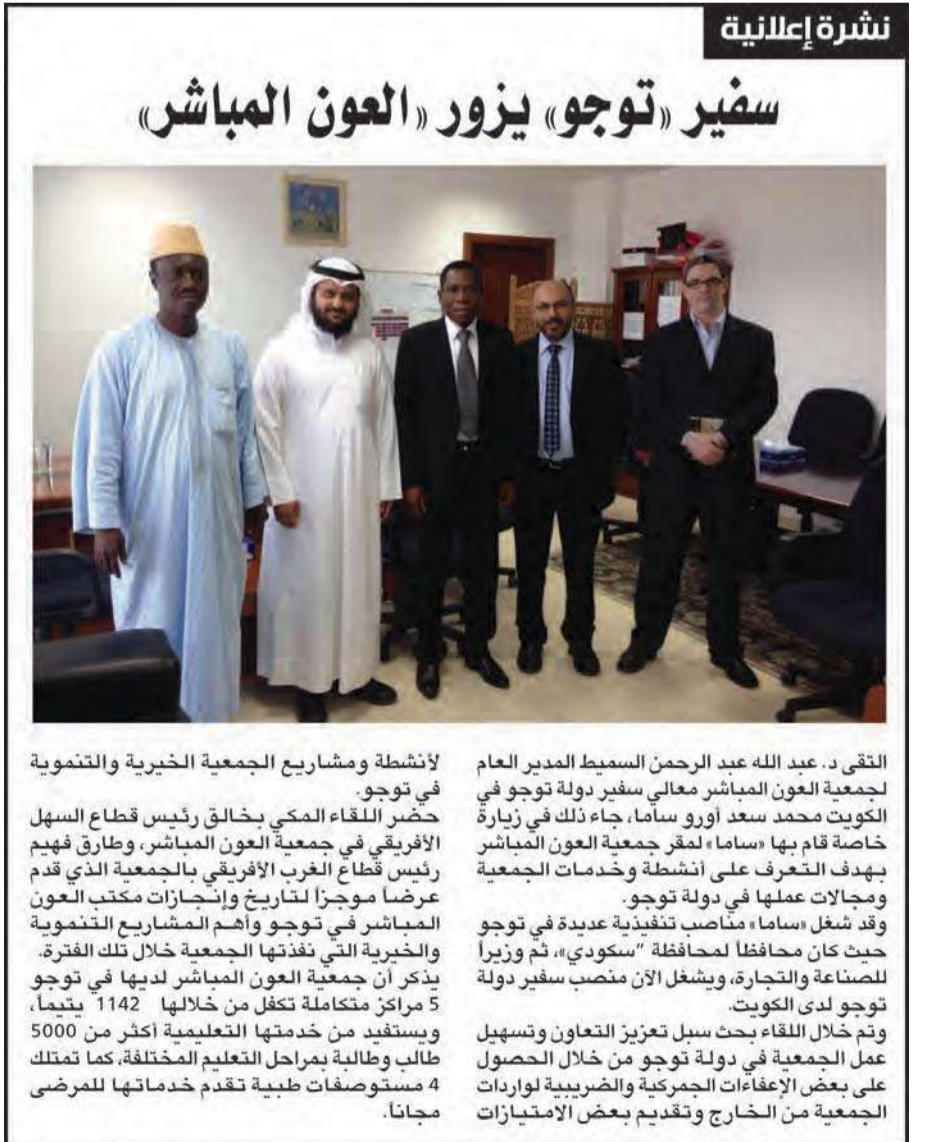 نشرة إعلانية
سفير «توجو» يزور «العون المباشر»
التقى د. عبد الله عبد الرحمن السميط المدير العام
لجمعية العون المباشر معالي سفير دولة توجو في
الكويت محمد سعد أورو ساما، جاء ذلك في زيارة
خاصة قام بها «ساما» لمقر جمعية العون المباشر
بهدف التعرف على أنشطة وخدمات الجمعية
ومجالات عملها في دولة توجو.
وقد شغل «ساما» مناصب تنفيذية عديدة في توجو
حيث كان محافظاً لمحافظة "سكودي"، ثم وزيراً
للصناعة والتجارة، ويشغل الآن منصب سفير دولة
توجو لدى الكويت.
وتم خلال اللقاء بحث سبل تعزيز التعاون وتسهيل
عمل الجمعية في دولة توجو من خلال الحصول
على بعض الإعفاءات الجمركية والضريبية لواردات
الجمعية من الخارج وتقديم بعض الامتيازات
لأنشطة ومشاريع الجمعية الخيرية والتنموية
في توجو.
حضر اللقاء المكي بخالق رئيس قطاع السهل
الأفريقي في جمعية العون المباشر، وطارق فهيم
رئيس قطاع الغرب الأفريقي بالجمعية الذي قدم
عرضاً موجزاً لتاريخ وإنجازات مكتب العون
المباشر في توجو وأهم المشاريع التنموية
والخيرية التي نفذتها الجمعية خلال تلك الفترة.
يذكر أن جمعية العون المباشر لديها في توجو
5 مراكز متكاملة تكفل من خلالها 1142 يتيماً،
ويستفيد من خدمتها التعليمية أكثر من 5000
طالب وطالبة بمراحل التعليم المختلفة، كما تمتلك
4 مستوصفات طبية تقدم خدماتها للمرضى
مجاناً.